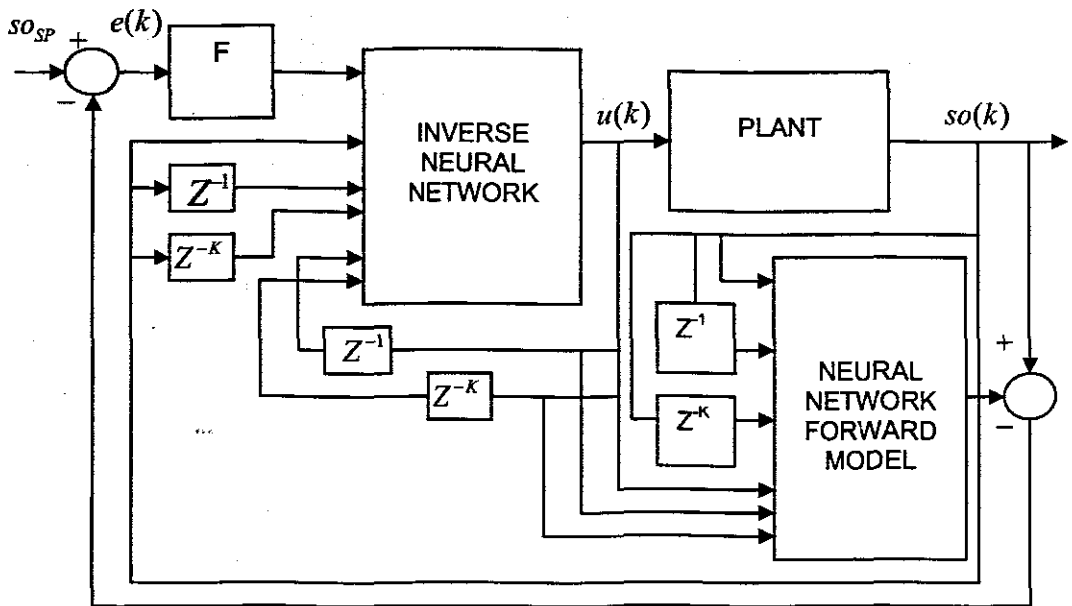 so_SP
+
e(k)
−
F
INVERSE
NEURAL
NETWORK
u(k)
PLANT
so(k)
Z^{-1}
Z^{-K}
Z^{-1}
Z^{-K}
Z^{-1}
Z^{-K}
NEURAL
NETWORK
FORWARD
MODEL
+
−